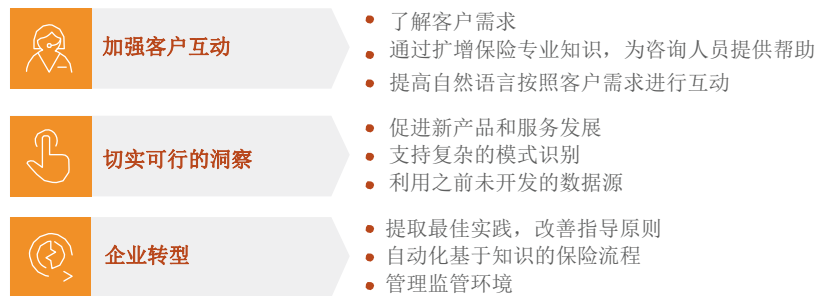 加强客户互动
了解客户需求
通过扩增保险专业知识，为咨询人员提供帮助
提高自然语言按照客户需求进行互动
切实可行的洞察
促进新产品和服务发展
支持复杂的模式识别
利用之前未开发的数据源
企业转型
提取最佳实践，改善指导原则
自动化基于知识的保险流程
管理监管环境